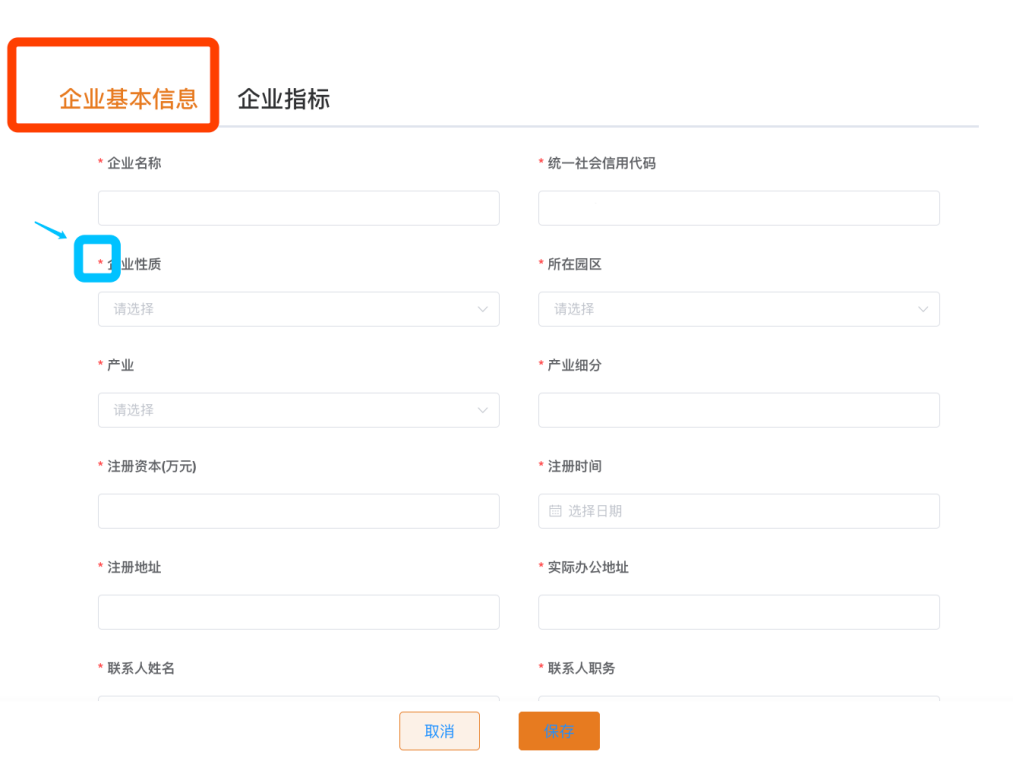 企业基本信息 企业指标
* 企业名称 * 统一社会信用代码
* 企业性质 * 所在园区
请选择 请选择
* 产业 * 产业细分
请选择
* 注册资本(万元) * 注册时间
选择日期
* 注册地址 * 实际办公地址
* 联系人姓名 * 联系人职务
取消 保存